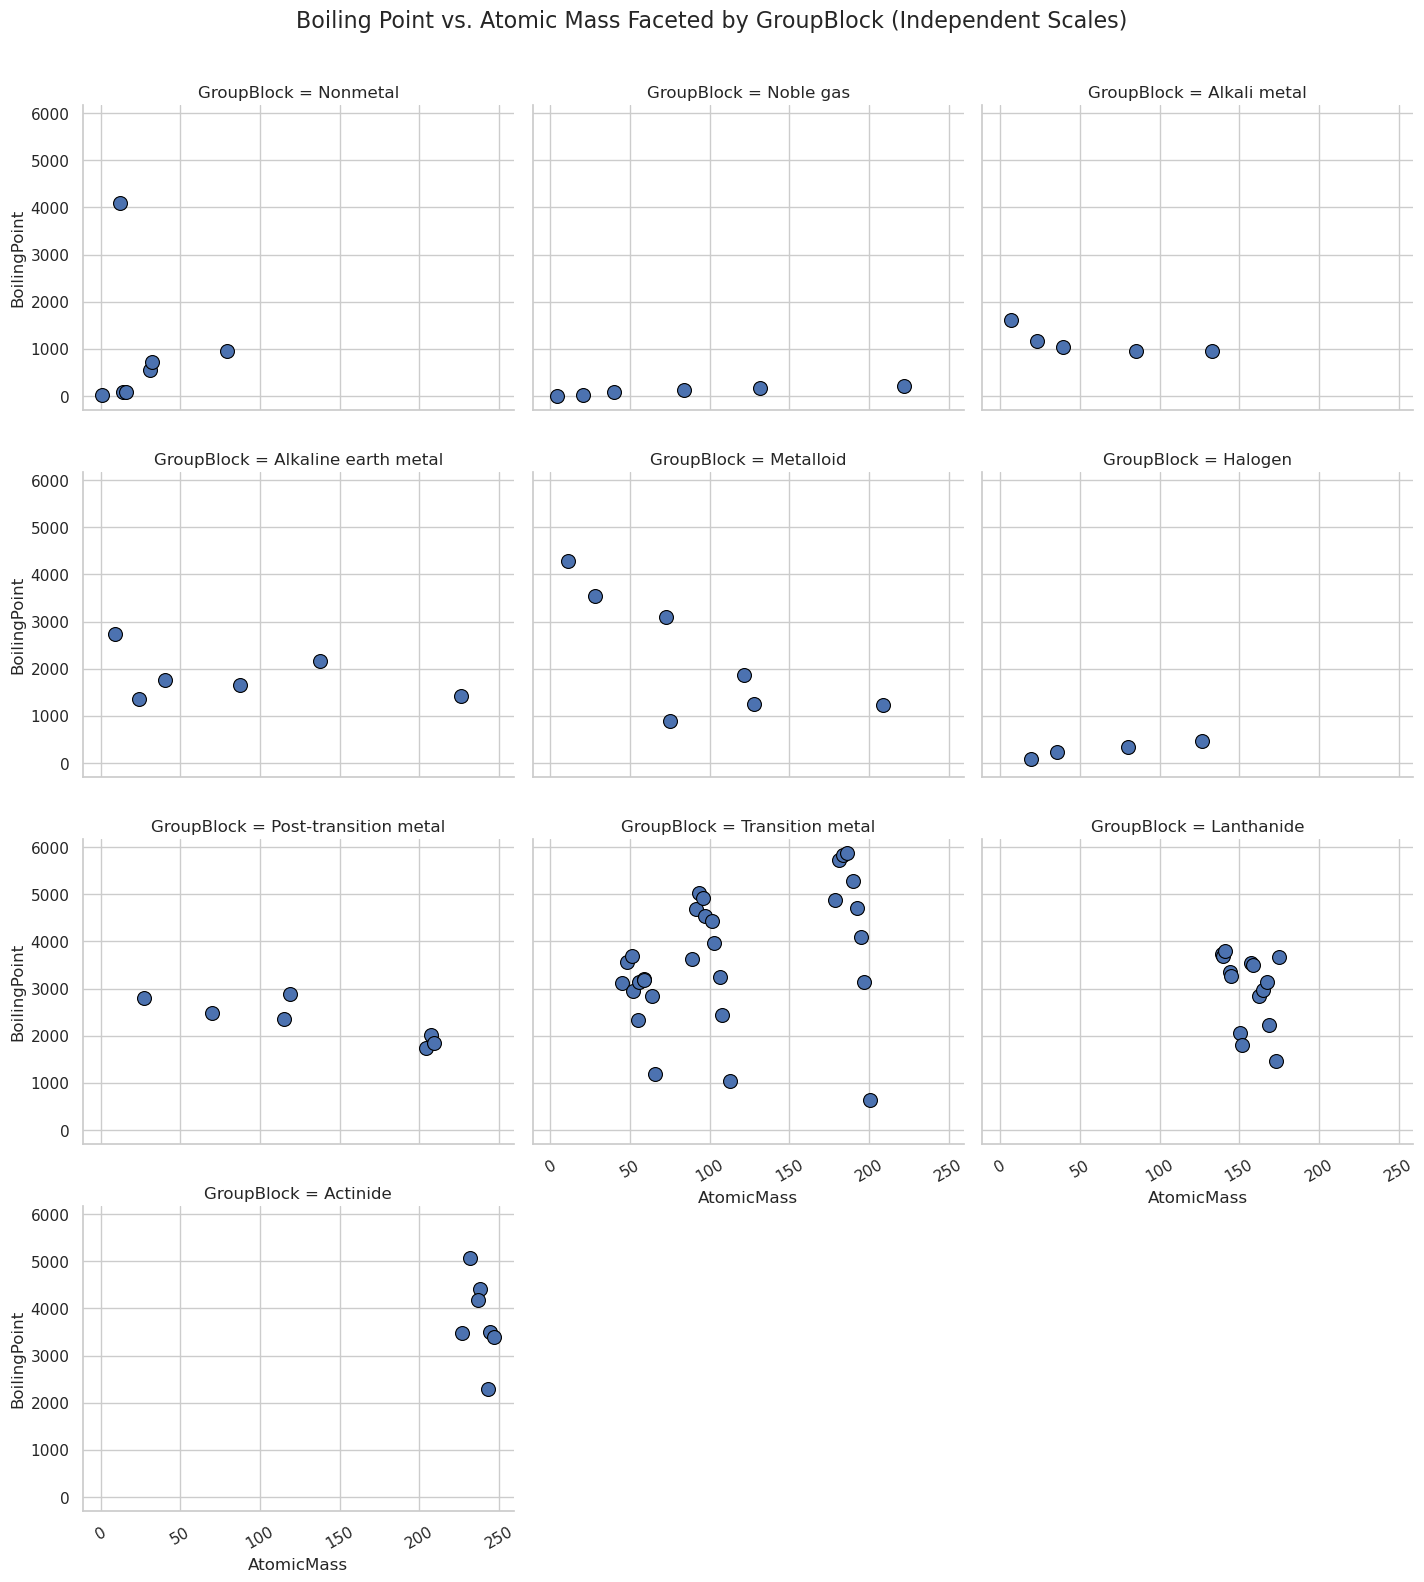 Boiling Point vs. Atomic Mass Faceted by GroupBlock (Independent Scales)
GroupBlock = Nonmetal
GroupBlock = Noble gas
GroupBlock = Alkali metal
6000
5000
4000
3000
2000
1000
0
BoilingPoint
GroupBlock = Alkaline earth metal
GroupBlock = Metalloid
GroupBlock = Halogen
6000
5000
4000
3000
2000
1000
0
BoilingPoint
GroupBlock = Post-transition metal
GroupBlock = Transition metal
GroupBlock = Lanthanide
6000
5000
4000
3000
2000
1000
0
BoilingPoint
0 50 100 150 200 250
AtomicMass
0 50 100 150 200 250
AtomicMass
GroupBlock = Actinide
6000
5000
4000
3000
2000
1000
0
BoilingPoint
0 50 100 150 200 250
AtomicMass